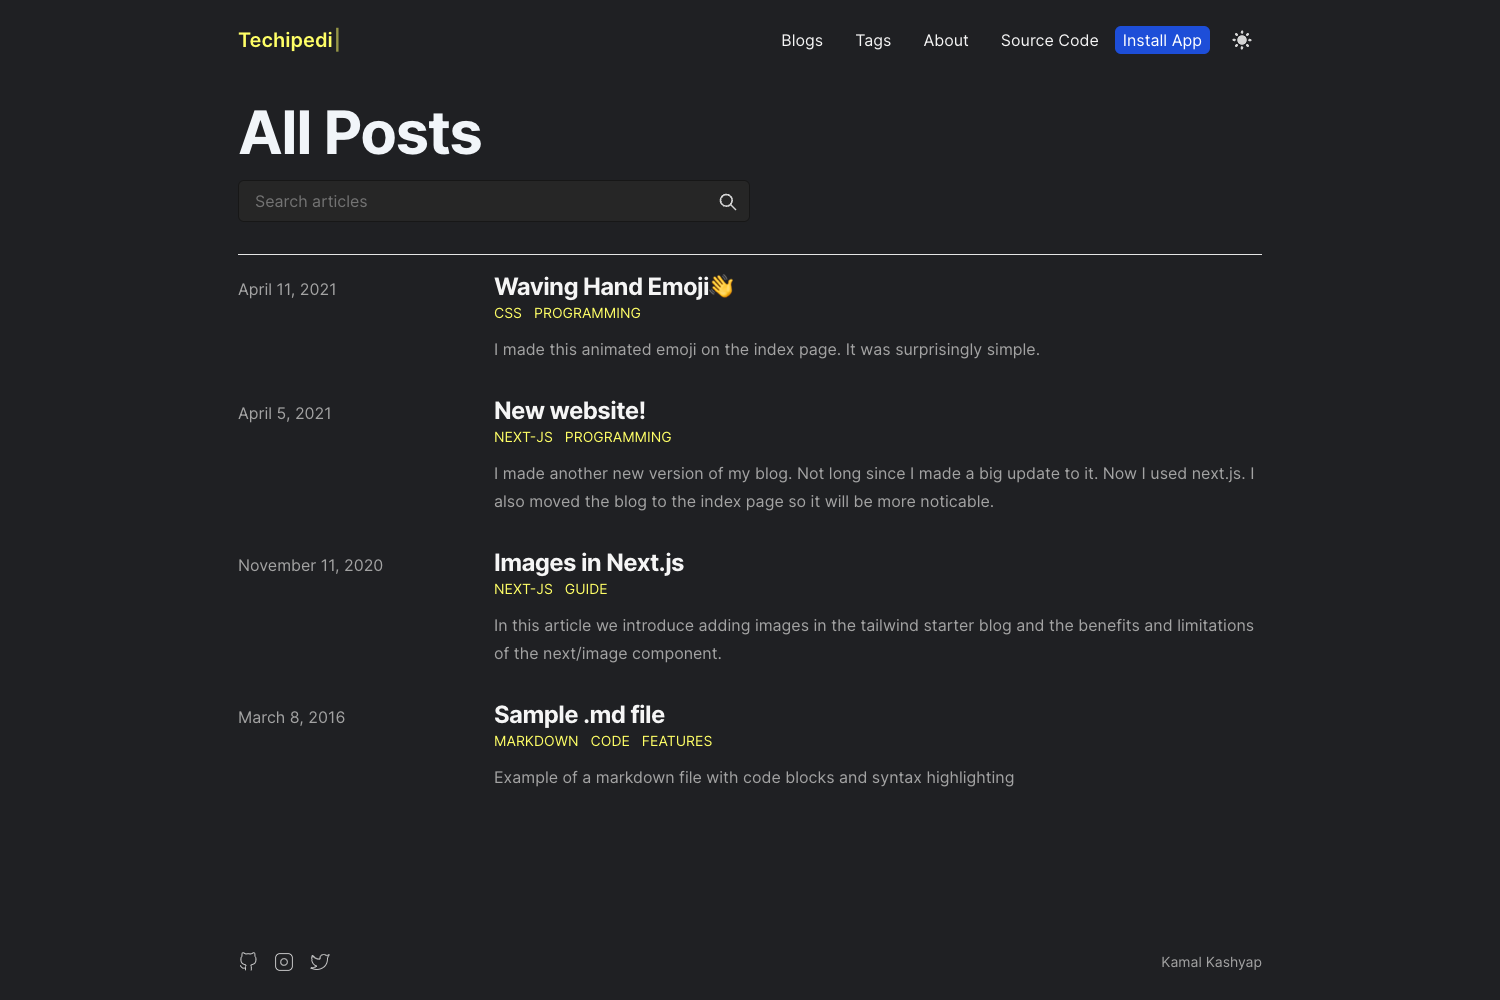 Techipedi|
Blogs Tags About Source Code Install App
All Posts
Search articles
April 11, 2021
Waving Hand Emoji👋
CSS PROGRAMMING
I made this animated emoji on the index page. It was surprisingly simple.
April 5, 2021
New website!
NEXT-JS PROGRAMMING
I made another new version of my blog. Not long since I made a big update to it. Now I used next.js. I
also moved the blog to the index page so it will be more noticable.
November 11, 2020
Images in Next.js
NEXT-JS GUIDE
In this article we introduce adding images in the tailwind starter blog and the benefits and limitations
of the next/image component.
March 8, 2016
Sample .md file
MARKDOWN CODE FEATURES
Example of a markdown file with code blocks and syntax highlighting
Kamal Kashyap